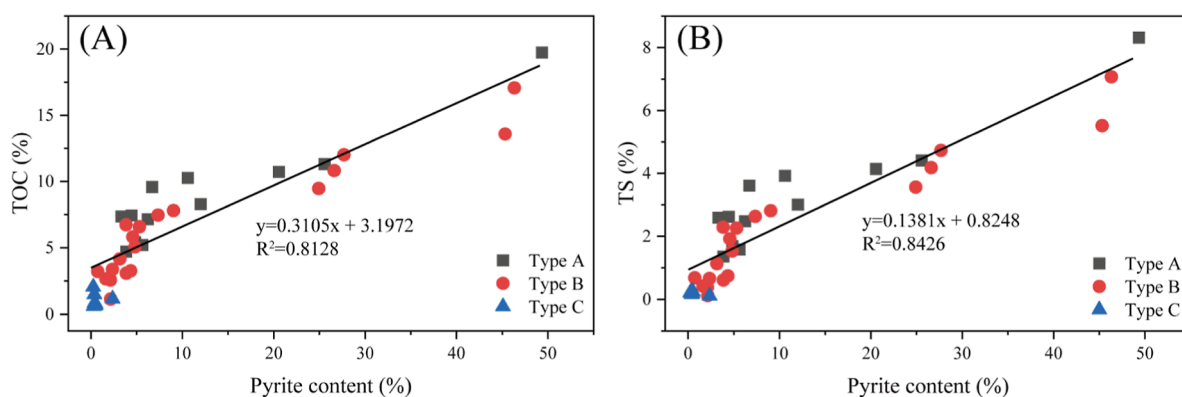 (A)
TOC (%)
20
15
10
5
0
y=0.3105x + 3.1972
R²=0.8128
Type A
Type B
Type C
0 10 20 30 40 50
Pyrite content (%)
(B)
TS (%)
8
6
4
2
0
y=0.1381x + 0.8248
R²=0.8426
Type A
Type B
Type C
0 10 20 30 40 50
Pyrite content (%)